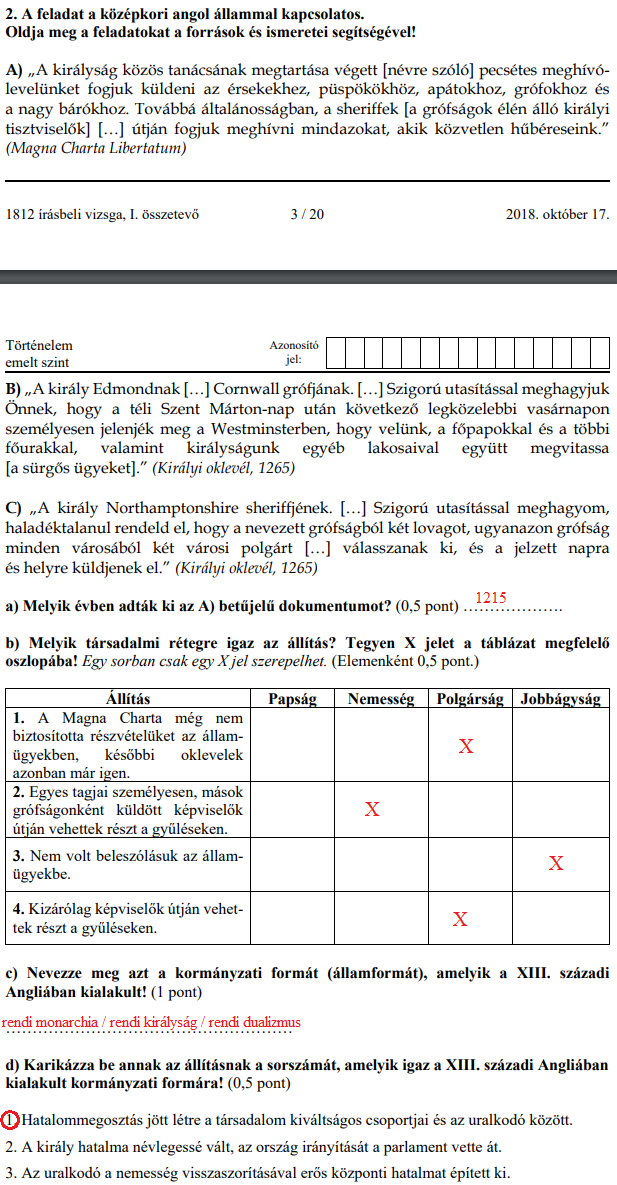 2. A feladat a középkori angol állammal kapcsolatos.
Oldja meg a feladatokat a források és ismeretei segítségével!
A) „A királyság közös tanácsának megtartása végett [névre szóló] pecsétes meghívó-
levelünket fogjuk küldeni az érsekekhez, püspökökhöz, apátokhoz, grófokhoz és
a nagy bárókhoz. Továbbá általánosságban, a sheriffek [a grófságok élén álló királyi
tisztviselők] […] útján fogjuk meghívni mindazokat, akik közvetlen hűbéreseink.”
(Magna Charta Libertatum)
1812 írásbeli vizsga, I. összetevő 3 / 20 2018. október 17.
Történelem
emelt szint
Azonosító
jel:
B) „A király Edmondnak […] Cornwall grófjának. […] Szigorú utasítással meghagyjuk
Önnek, hogy a téli Szent Márton-nap után következő legközelebbi vasárnapon
személyesen jelenjék meg a Westminsterben, hogy velünk, a főpapokkal és a többi
főurakkal, valamint királyságunk egyéb lakosaival együtt megvitassa
[a sürgős ügyeket].” (Királyi oklevél, 1265)
C) „A király Northamptonshire sheriffjének. […] Szigorú utasítással meghagyom,
haladéktalanul rendeld el, hogy a nevezett grófságból két lovagot, ugyanazon grófság
minden városából két városi polgárt […] válasszanak ki, és a jelzett napra
és helyre küldjenek el.” (Királyi oklevél, 1265)
a) Melyik évben adták ki az A) betűjelű dokumentumot? (0,5 pont) 1215
b) Melyik társadalmi rétegre igaz az állítás? Tegyen X jelet a táblázat megfelelő
oszlopába! Egy sorban csak egy X jel szerepelhet. (Elemenként 0,5 pont.)
Állítás Papság Nemesség Polgárság Jobbágyság
1. A Magna Charta még nem
biztosította részvételüket az állam-
ügyekben, későbbi oklevelek
azonban már igen.
X
2. Egyes tagjai személyesen, mások
grófságonként küldött képviselők
útján vehettek részt a gyűléseken.
X
3. Nem volt beleszólásuk az állam-
ügyekbe.
X
4. Kizárólag képviselők útján vehet-
tek részt a gyűléseken.
X
c) Nevezze meg azt a kormányzati formát (államformát), amelyik a XIII. századi
Angliában kialakult! (1 pont)
rendi monarchia / rendi királyság / rendi dualizmus
d) Karikázza be annak az állításnak a sorszámát, amelyik igaz a XIII. századi Angliában
kialakult kormányzati formára! (0,5 pont)
1. Hatalommegosztás jött létre a társadalom kiváltságos csoportjai és az uralkodó között.
2. A király hatalma névlegessé vált, az ország irányítását a parlament vette át.
3. Az uralkodó a nemesség visszaszorításával erős központi hatalmat épített ki.